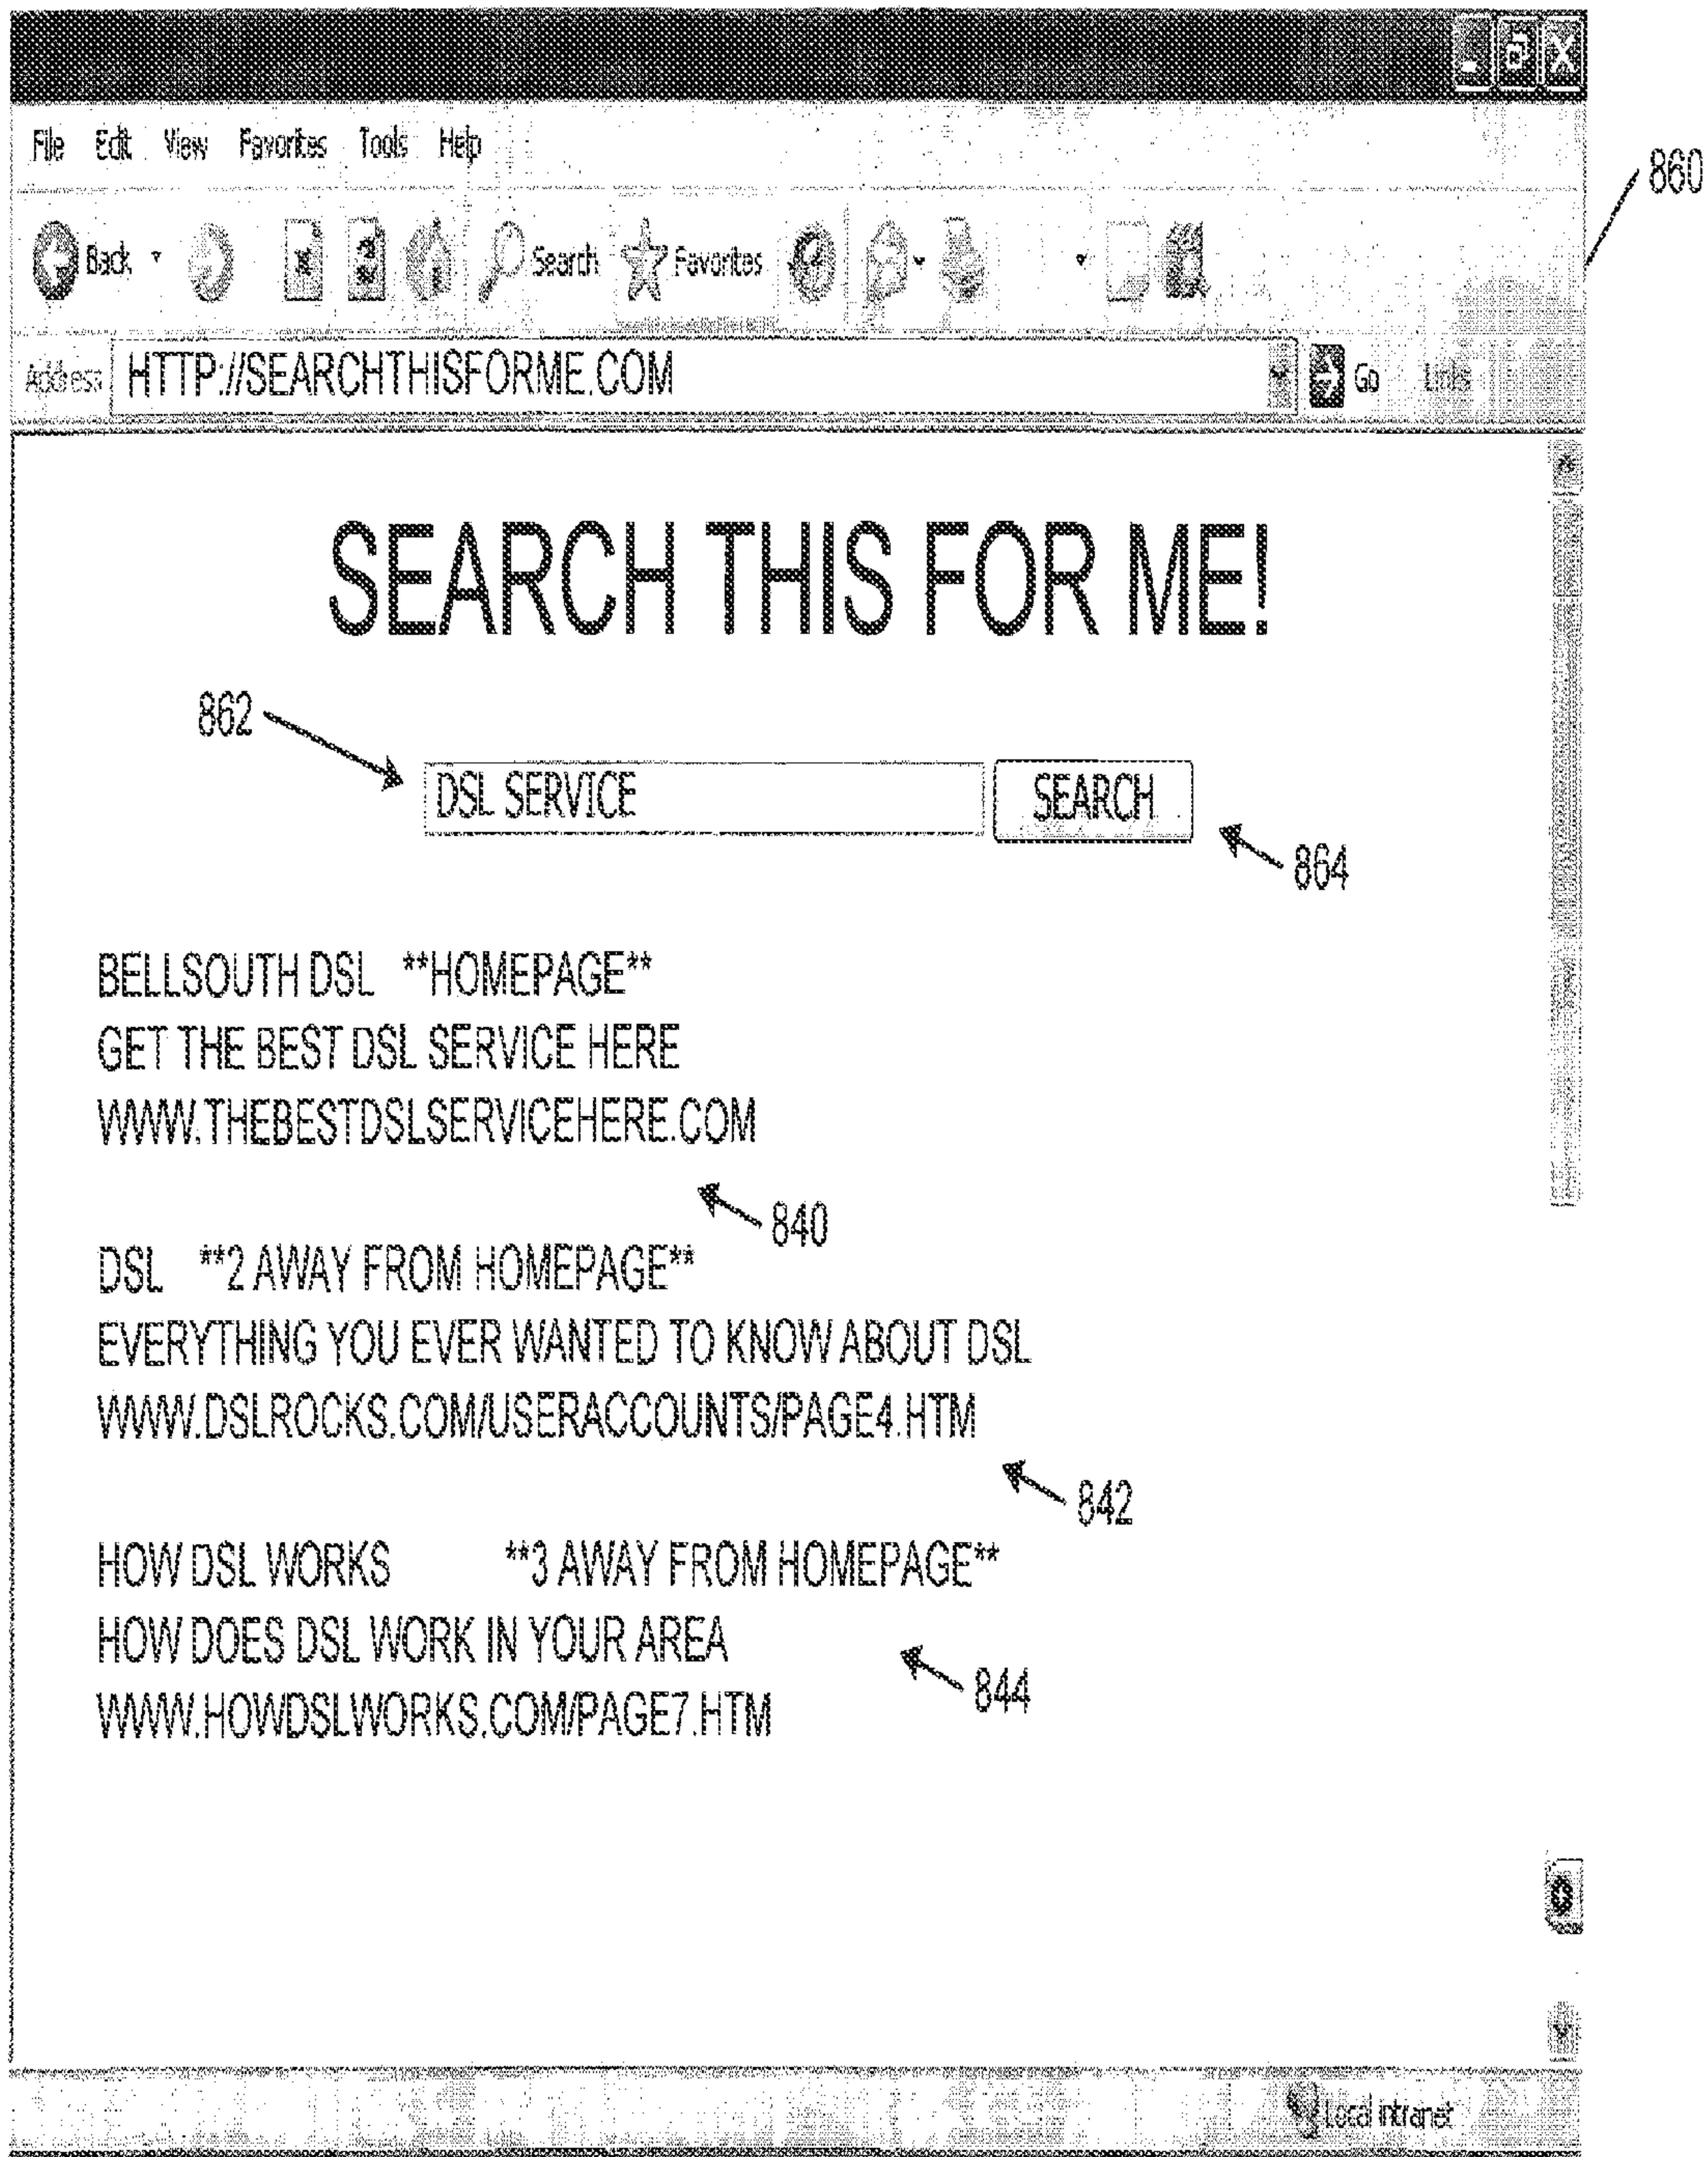 File Edit View Favorites Tools Help
860
Back Search Favorites
Address HTTP://SEARCHTHISFORME.COM Go Links
SEARCH THIS FOR ME!
862
DSL SERVICE SEARCH
864
BELLSOUTH DSL **HOMEPAGE**
GET THE BEST DSL SERVICE HERE
WWW.THEBESTDSLSERVICEHERE.COM
840
DSL **2 AWAY FROM HOMEPAGE**
EVERYTHING YOU EVER WANTED TO KNOW ABOUT DSL
WWW.DSLROCKS.COM/USERACCOUNTS/PAGE4.HTM
842
HOW DSL WORKS **3 AWAY FROM HOMEPAGE**
HOW DOES DSL WORK IN YOUR AREA
844
WWW.HOWDSLWORKS.COM/PAGE7.HTM
Local intranet